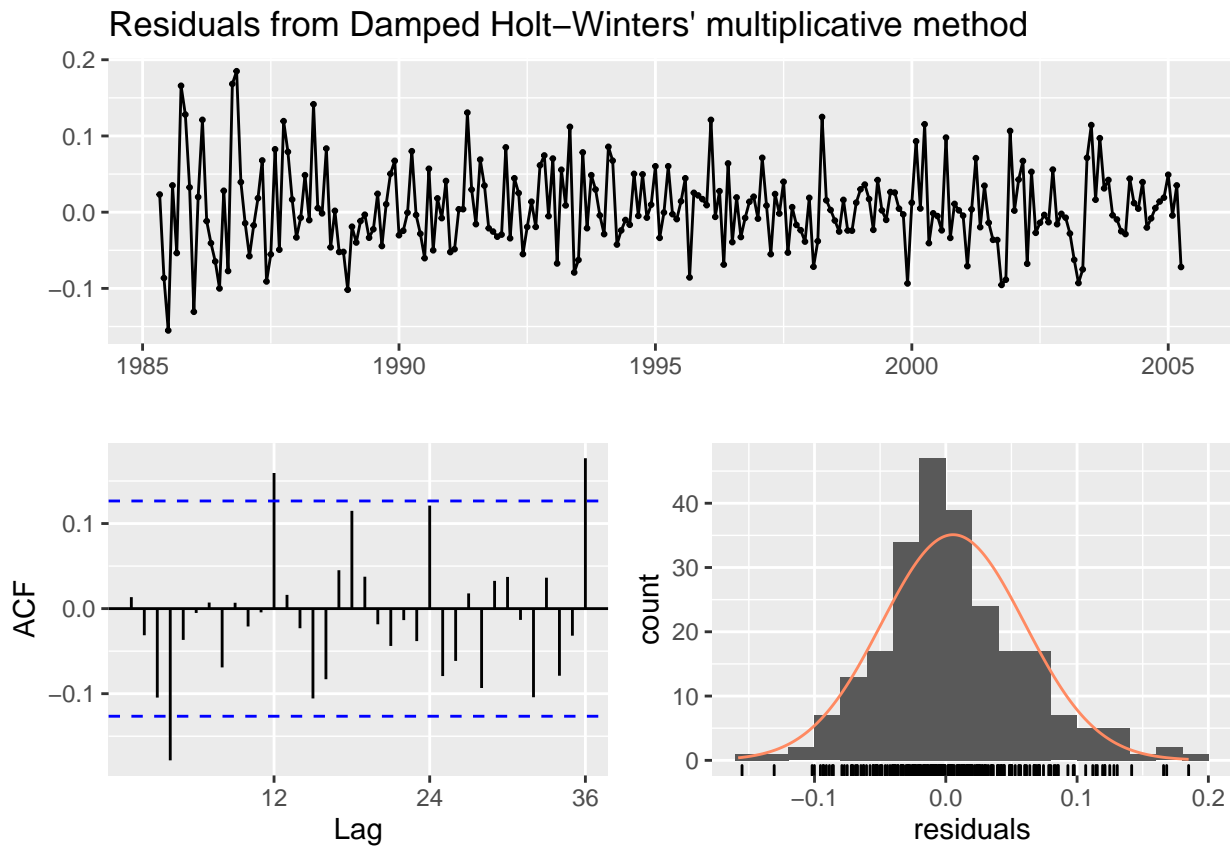 Residuals from Damped Holt−Winters' multiplicative method
0.2
0.1
0.0
−0.1
1985 1990 1995 2000 2005
ACF
0.1
0.0
−0.1
12 24 36
Lag
count
40
30
20
10
0
−0.1 0.0 0.1 0.2
residuals